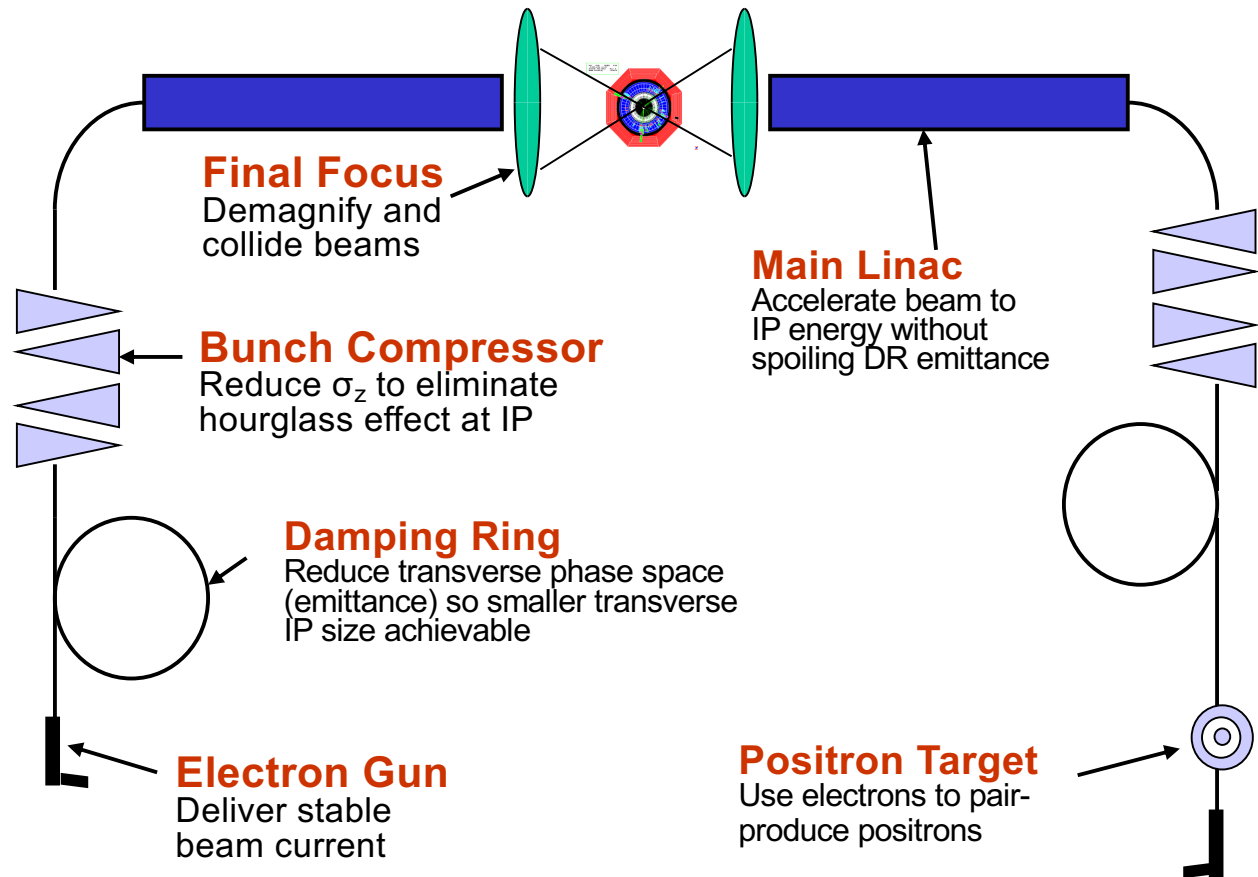 Final Focus
Demagnify and
collide beams
Main Linac
Accelerate beam to
IP energy without
spoiling DR emittance
Bunch Compressor
Reduce σz to eliminate
hourglass effect at IP
Damping Ring
Reduce transverse phase space
(emittance) so smaller transverse
IP size achievable
Electron Gun
Deliver stable
beam current
Positron Target
Use electrons to pair-
produce positrons